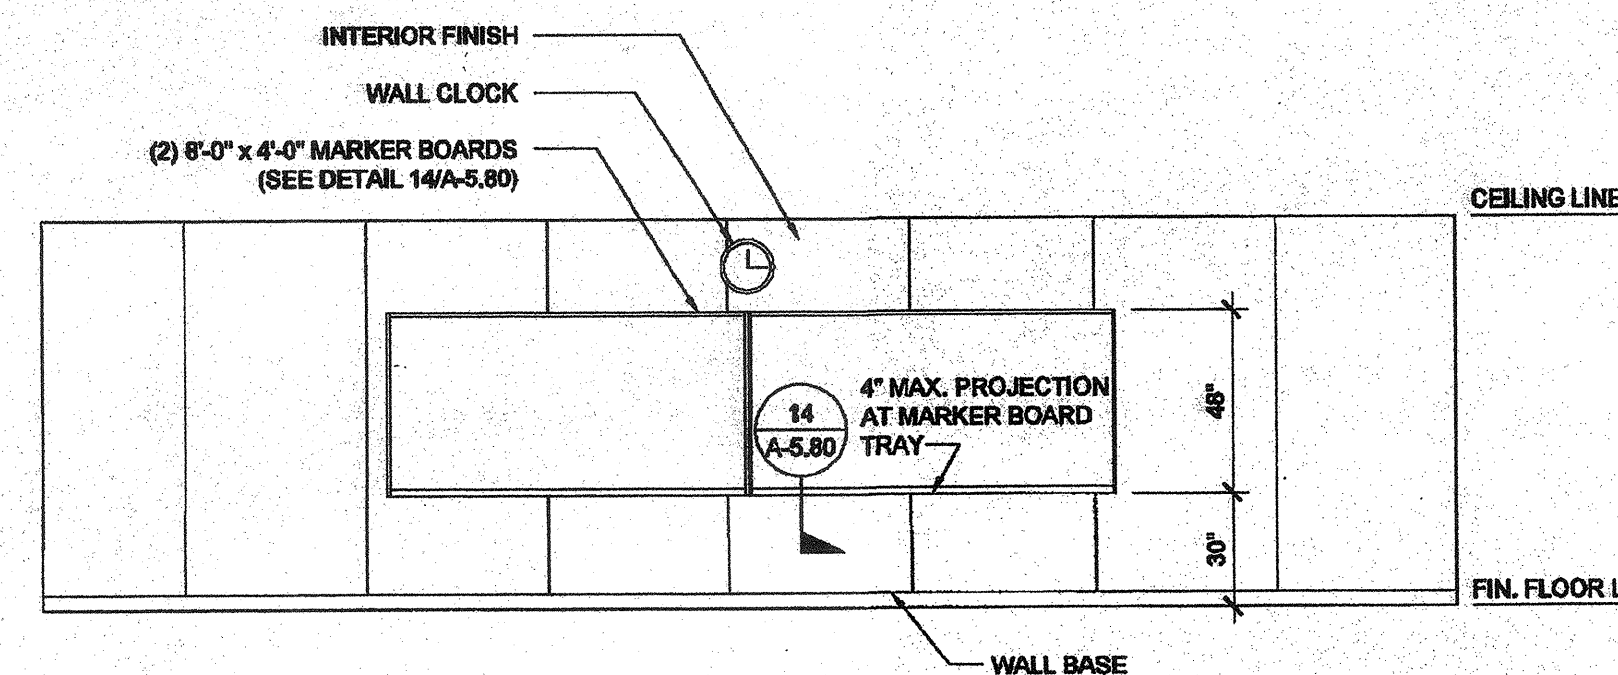 INTERIOR FINISH
WALL CLOCK
(2) 8'-0" x 4'-0" MARKER BOARDS
(SEE DETAIL 14/A-5.80)
CEILING LINE
4" MAX. PROJECTION
AT MARKER BOARD
TRAY
14
A-5.80
48"
30"
FIN. FLOOR L
WALL BASE